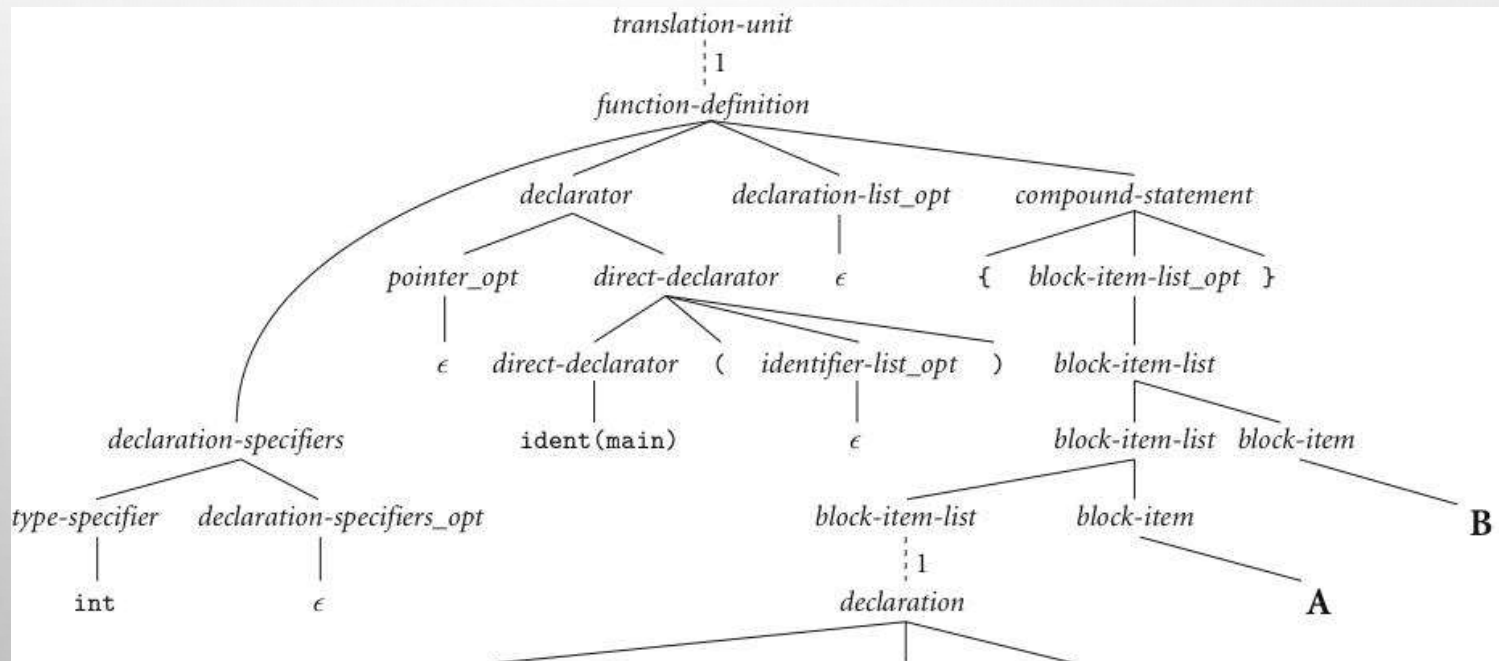 translation-unit
1
function-definition
declarator declaration-list_opt compound-statement
pointer_opt direct-declarator ϵ { block-item-list_opt }
ϵ direct-declarator ( identifier-list_opt ) block-item-list
declaration-specifiers ident(main) ϵ block-item-list block-item
type-specifier declaration-specifiers_opt block-item-list block-item B
1
int ϵ declaration A